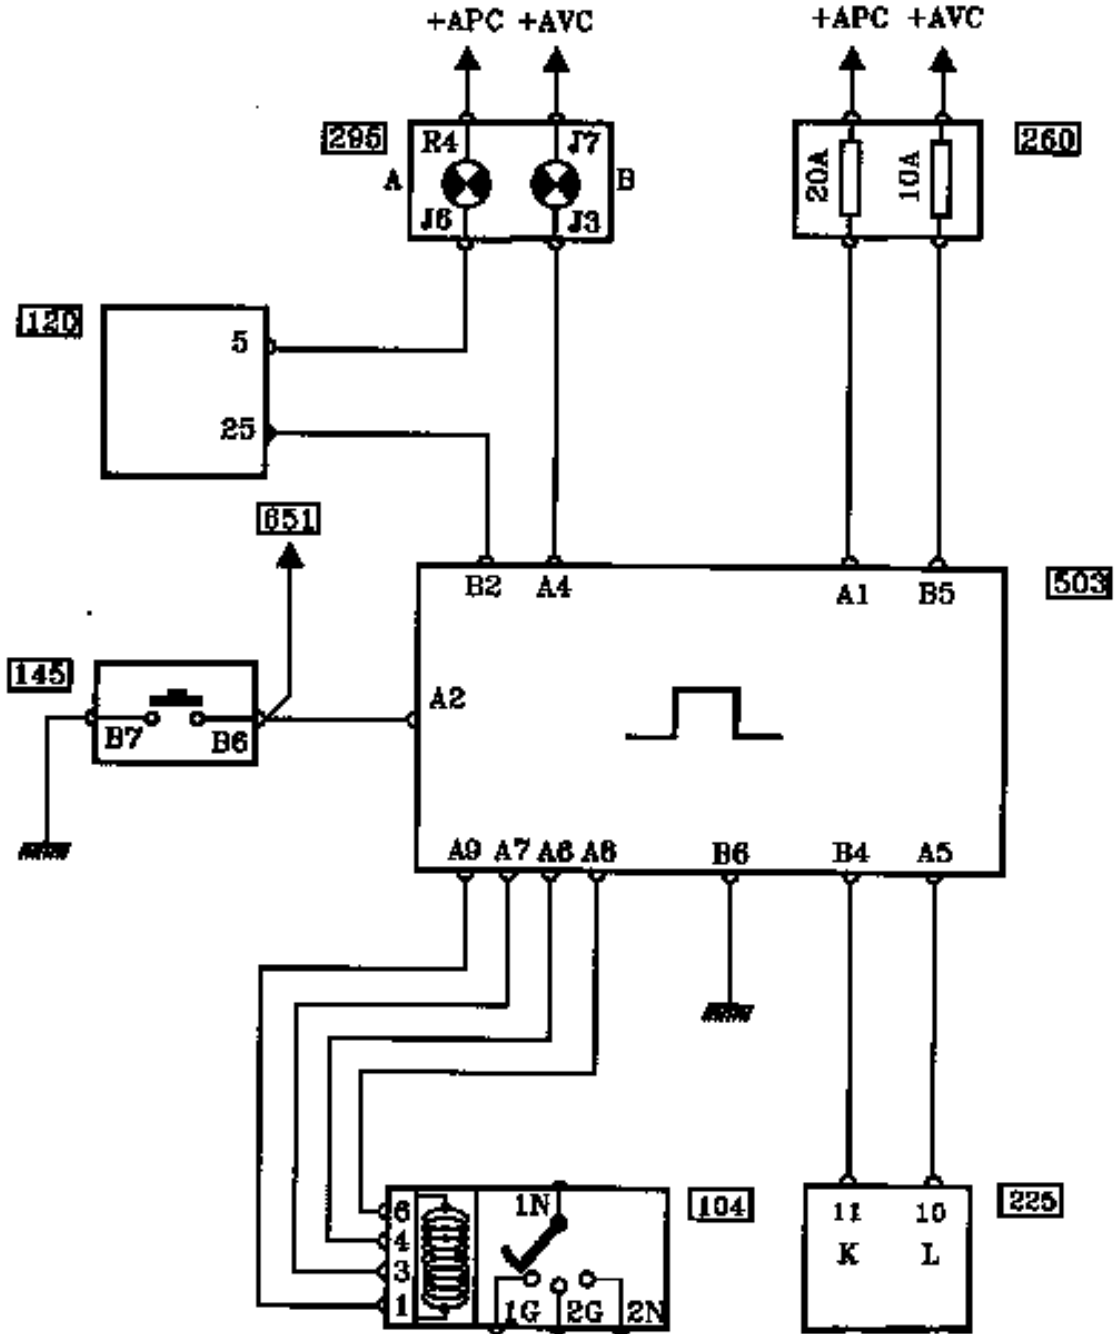 +APC +AVC
+APC +AVC
295
R4 J7
A B
J6 J3
20A 10A
260
120
5
25
651
B2 A4 A1 B5
503
145
B7 B6
A2
A9 A7 A6 A8
B6 B4 A5
6
4
3
1
1N
1G 2G 2N
104
11 10
K L
225